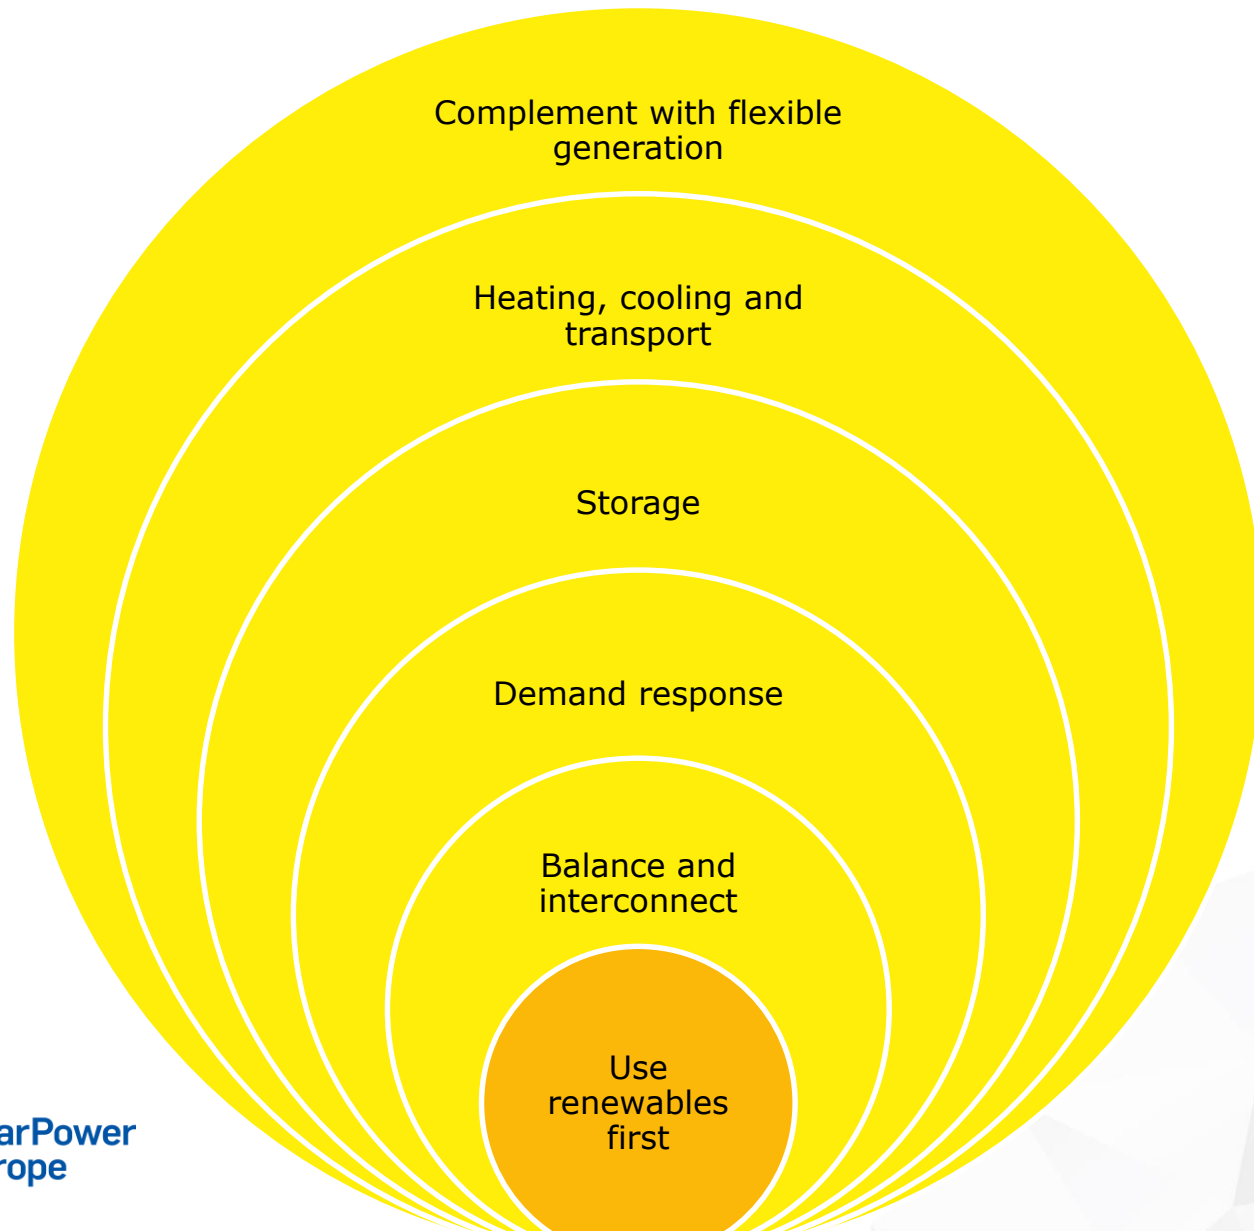 Complement with flexible
generation
Heating, cooling and
transport
Storage
Demand response
Balance and
interconnect
Use
renewables
first
arPower
rope